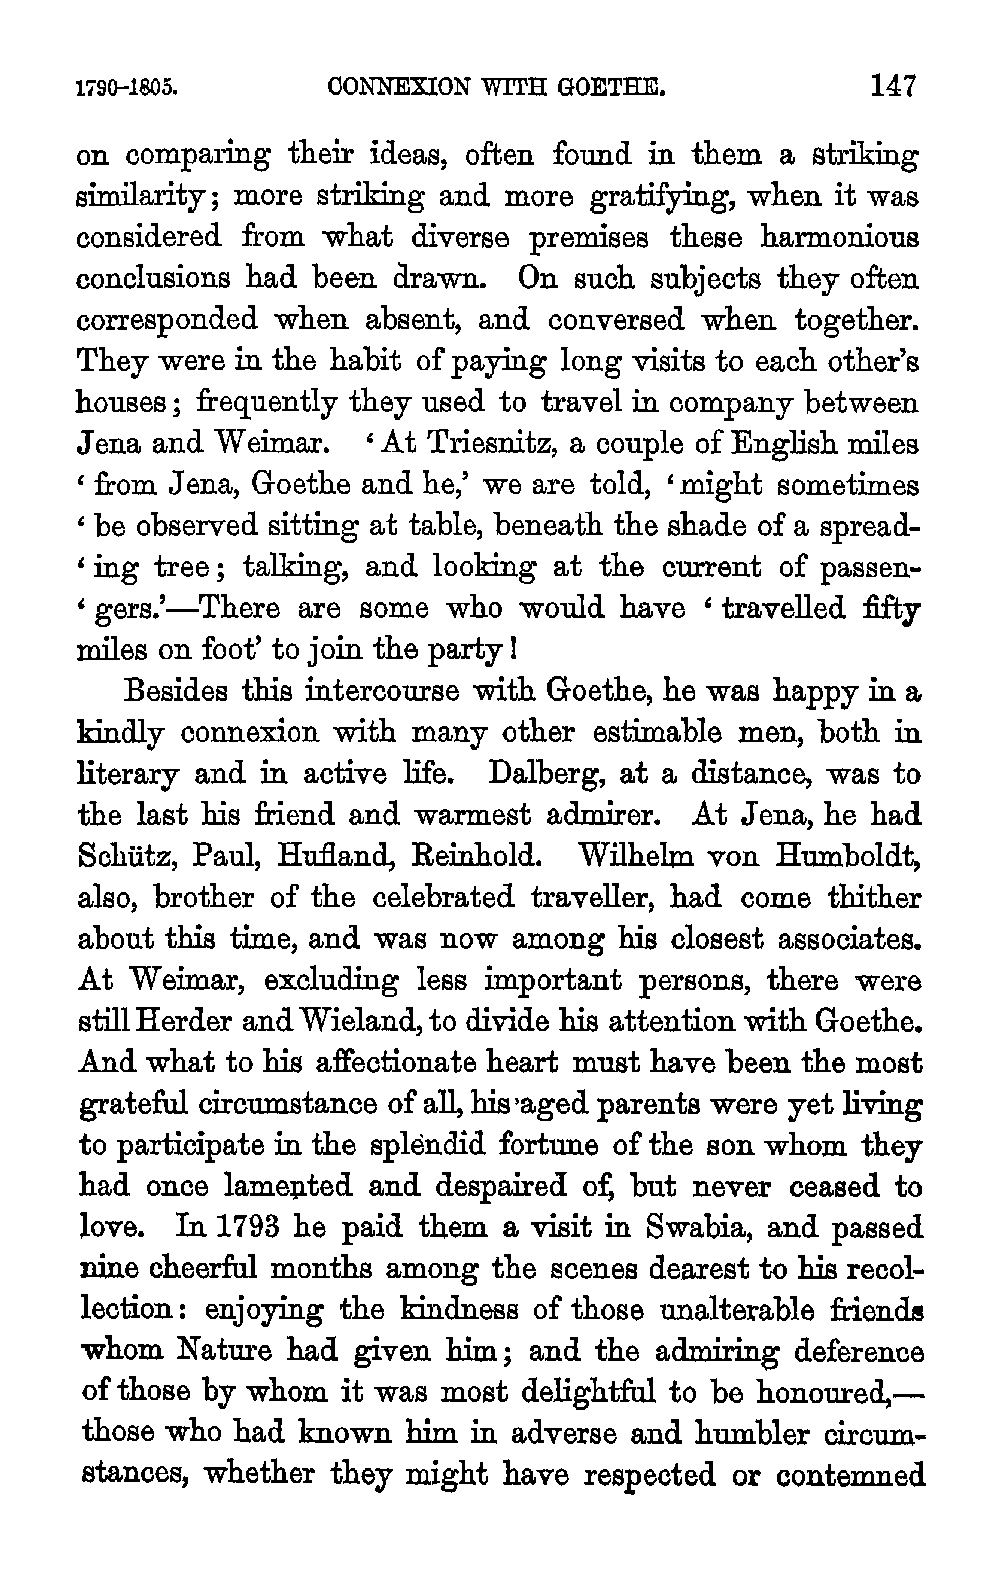 1790–1805. CONNEXION WITH GOETHE. 147
on comparing their ideas, often found in them a striking
similarity; more striking and more gratifying, when it was
considered from what diverse premises these harmonious
conclusions had been drawn. On such subjects they often
corresponded when absent, and conversed when together.
They were in the habit of paying long visits to each other's
houses; frequently they used to travel in company between
Jena and Weimar. ‘At Triesnitz, a couple of English miles
‘from Jena, Goethe and he,’ we are told, ‘might sometimes
‘be observed sitting at table, beneath the shade of a spread-
‘ing tree; talking, and looking at the current of passen-
‘gers.’—There are some who would have ‘travelled fifty
miles on foot’ to join the party!
Besides this intercourse with Goethe, he was happy in a
kindly connexion with many other estimable men, both in
literary and in active life. Dalberg, at a distance, was to
the last his friend and warmest admirer. At Jena, he had
Schütz, Paul, Hufland, Reinhold. Wilhelm von Humboldt,
also, brother of the celebrated traveller, had come thither
about this time, and was now among his closest associates.
At Weimar, excluding less important persons, there were
still Herder and Wieland, to divide his attention with Goethe.
And what to his affectionate heart must have been the most
grateful circumstance of all, his aged parents were yet living
to participate in the splendid fortune of the son whom they
had once lamented and despaired of, but never ceased to
love. In 1793 he paid them a visit in Swabia, and passed
nine cheerful months among the scenes dearest to his recol-
lection: enjoying the kindness of those unalterable friends
whom Nature had given him; and the admiring deference
of those by whom it was most delightful to be honoured,—
those who had known him in adverse and humbler circum-
stances, whether they might have respected or contemned